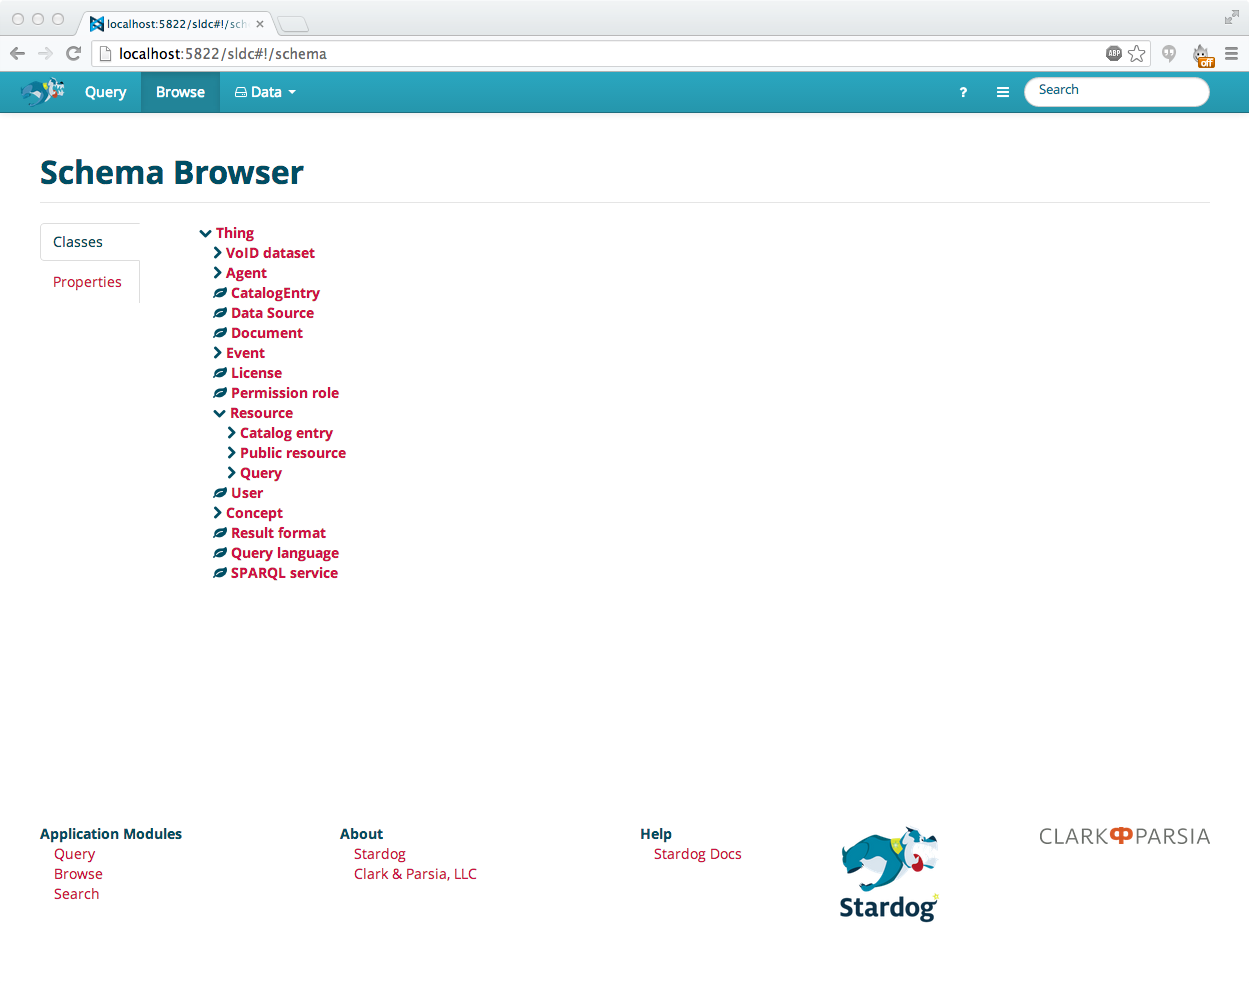 localhost:5822/sldc#!/sch
localhost:5822/sldc#!/schema
ABP
off
Query
Browse
Data
?
Search
Schema Browser
Classes
Properties
Thing
VoID dataset
Agent
CatalogEntry
Data Source
Document
Event
License
Permission role
Resource
Catalog entry
Public resource
Query
User
Concept
Result format
Query language
SPARQL service
Application Modules
Query
Browse
Search
About
Stardog
Clark & Parsia, LLC
Help
Stardog Docs
Stardog
CLARK PARSIA